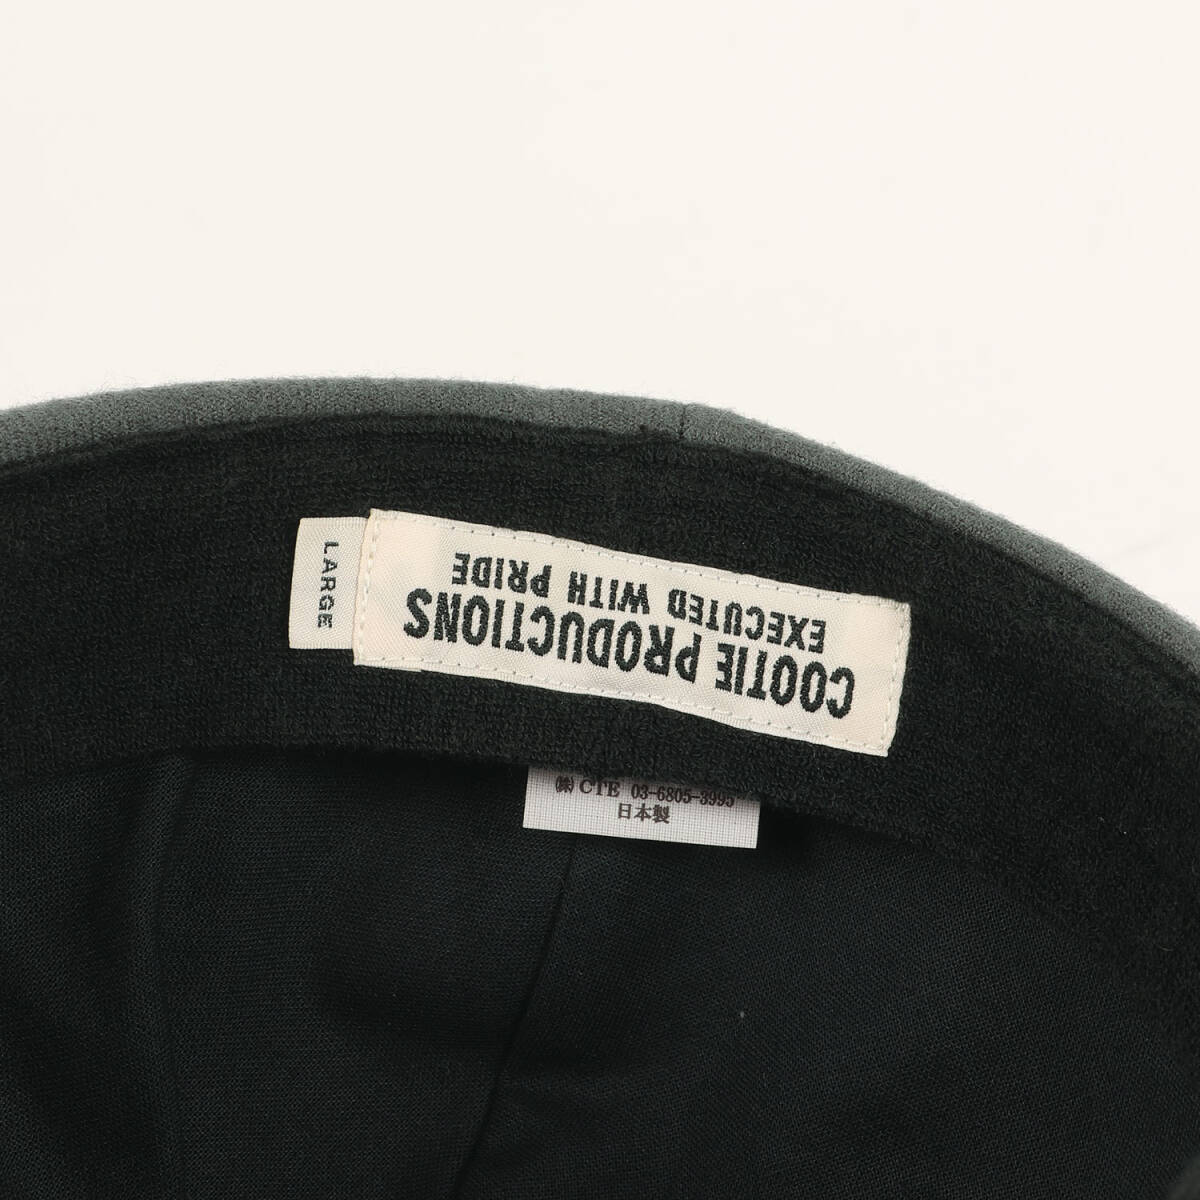 COOTIE PRODUCTIONS
EXECUTED WITH PRIDE
LARGE
㈱CTE 03-6805-3995
日本製